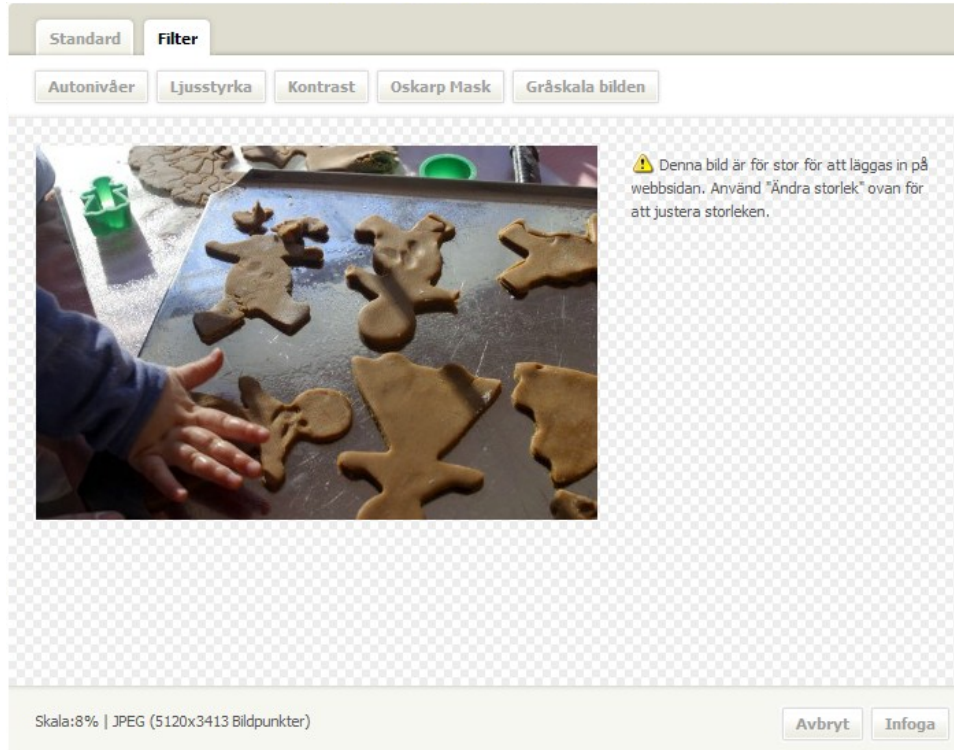 Standard Filter
Autonivåer Ljusstyrka Kontrast Oskarp Mask Gråskala bilden
Denna bild är för stor för att läggas in på
webbsidan. Använd "Ändra storlek" ovan för
att justera storleken.
Skala:8% | JPEG (5120x3413 Bildpunkter)
Avbryt Infoga